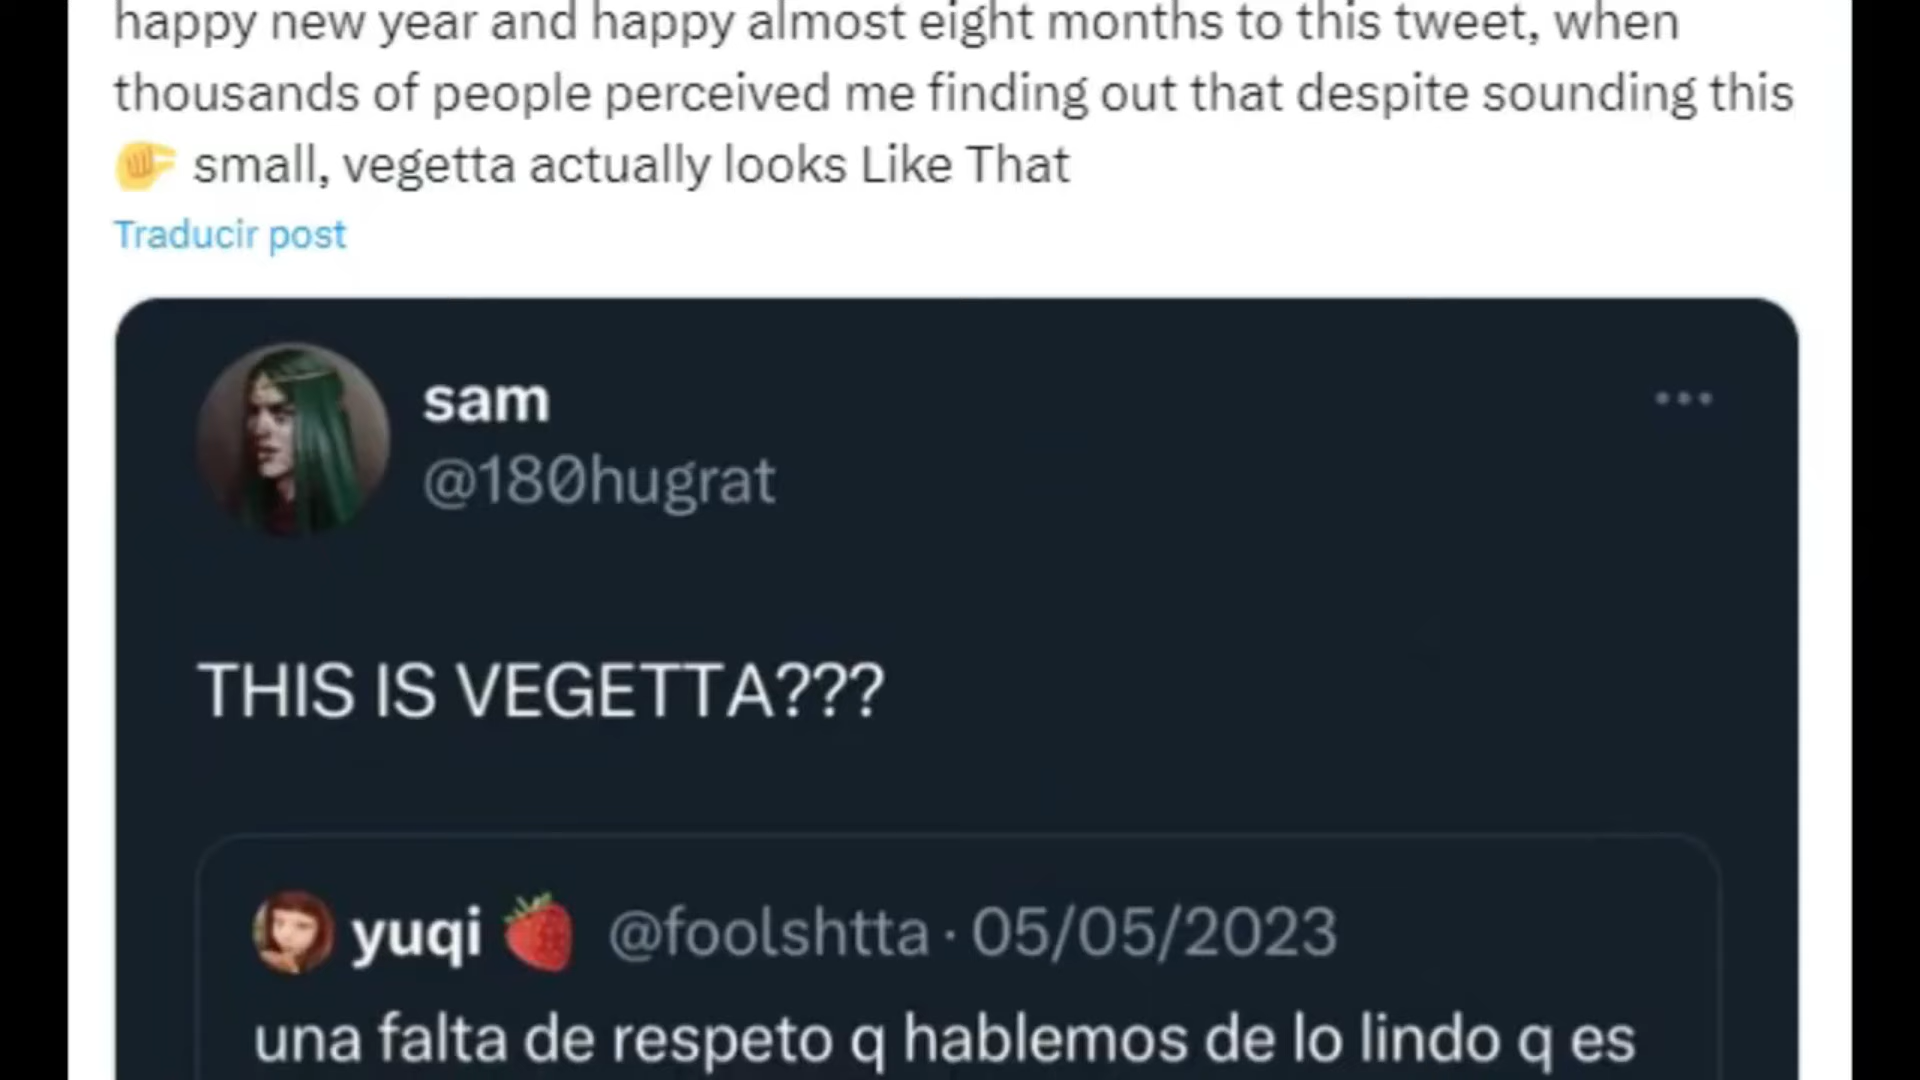 happy new year and happy almost eight months to this tweet, when
thousands of people perceived me finding out that despite sounding this
🤏 small, vegetta actually looks Like That
Traducir post
sam
@180hugrat
THIS IS VEGETTA???
yuqi 🍓 @foolshtta · 05/05/2023
una falta de respeto q hablemos de lo lindo q es